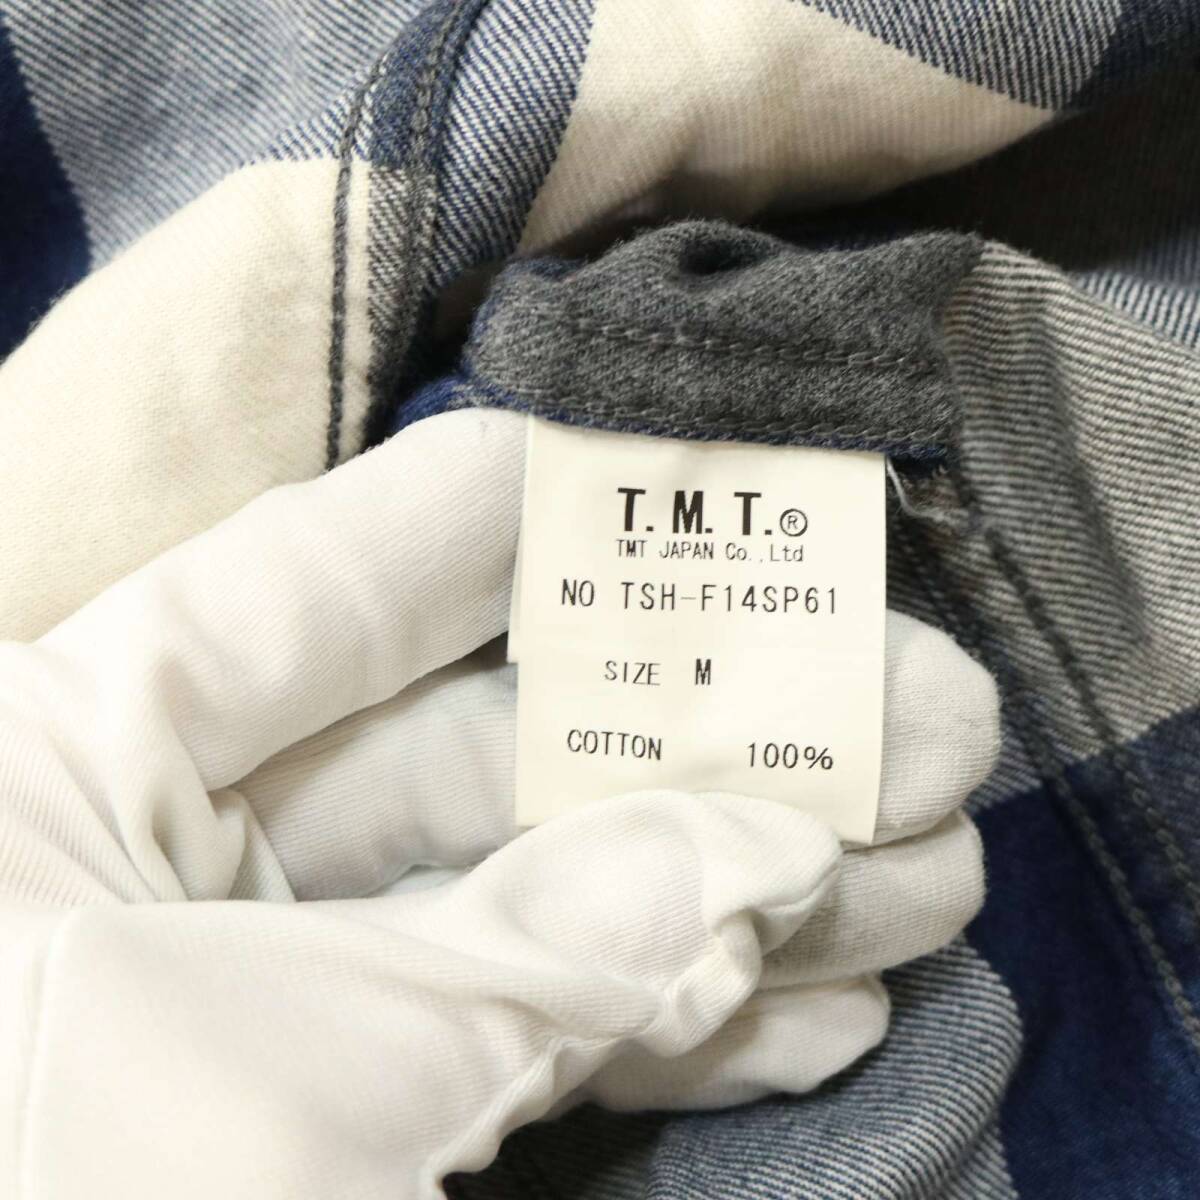 T. M. T.®
TMT JAPAN Co.,Ltd
NO TSH-F14SP61
SIZE M
COTTON 100%